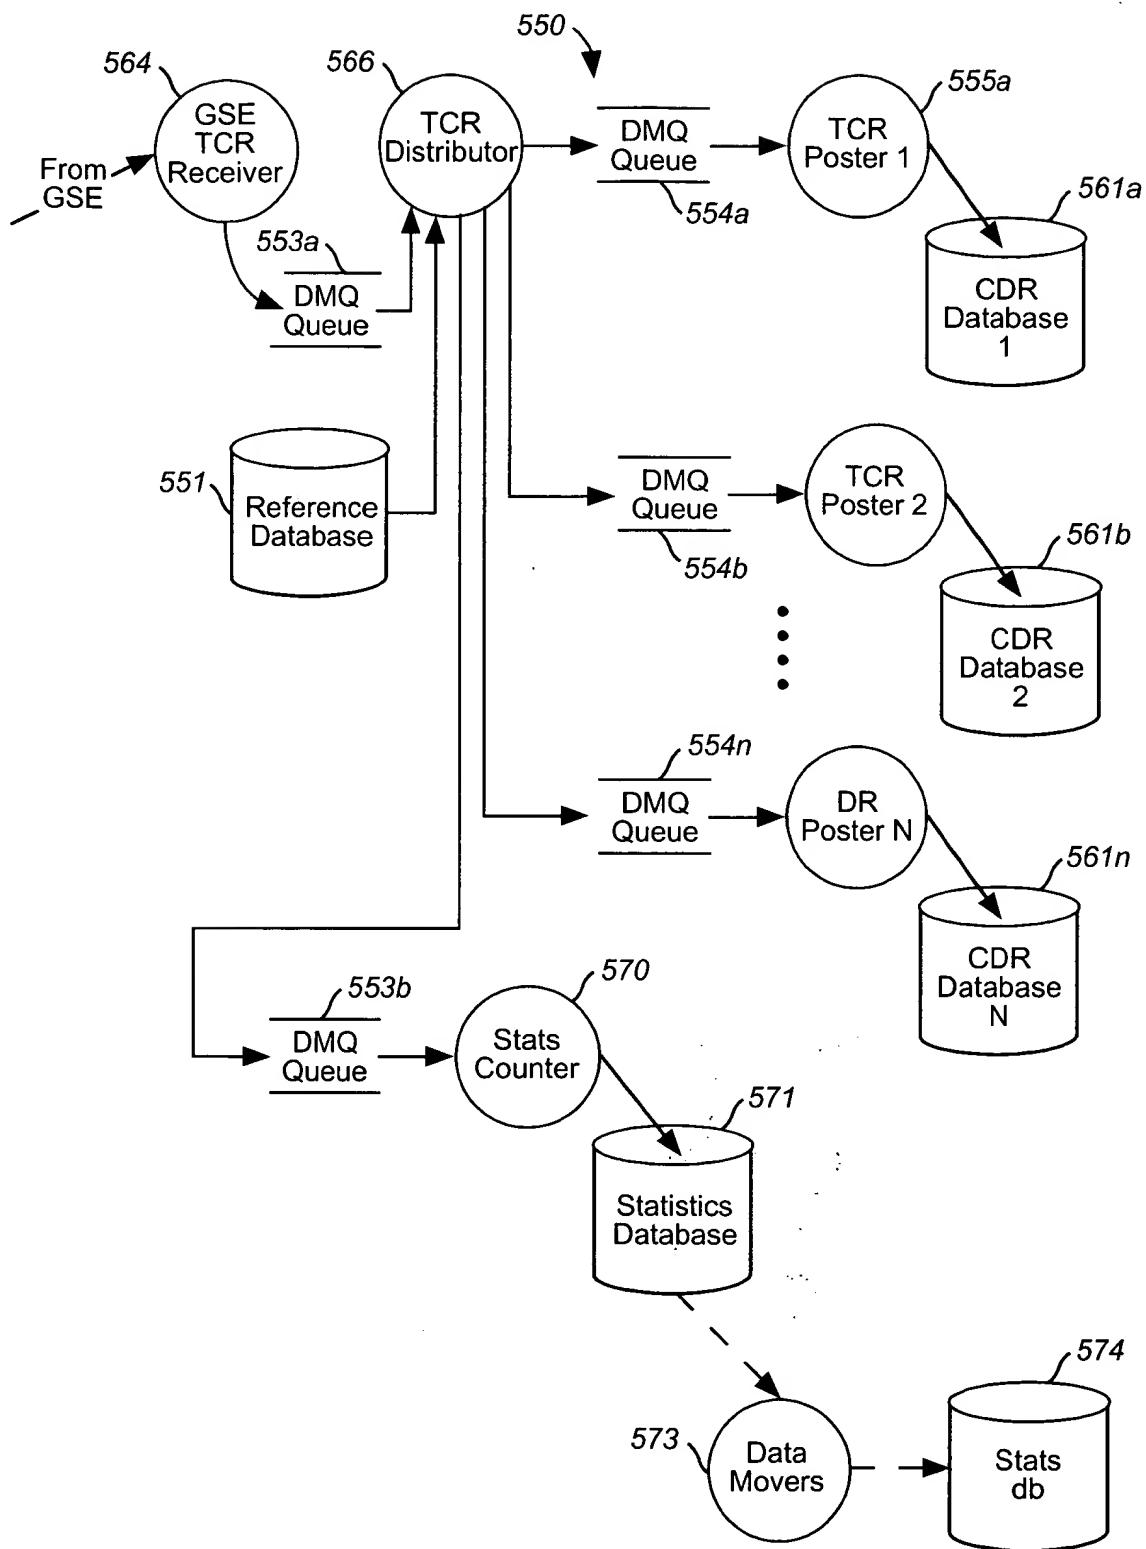 550
564
GSE
TCR
Receiver
From
GSE
566
TCR
Distributor
DMQ
Queue
554a
TCR
Poster 1
555a
561a
CDR
Database
1
553a
DMQ
Queue
551
Reference
Database
DMQ
Queue
554b
TCR
Poster 2
561b
CDR
Database
2
554n
DMQ
Queue
DR
Poster N
561n
CDR
Database
N
553b
DMQ
Queue
570
Stats
Counter
571
Statistics
Database
573
Data
Movers
574
Stats
db